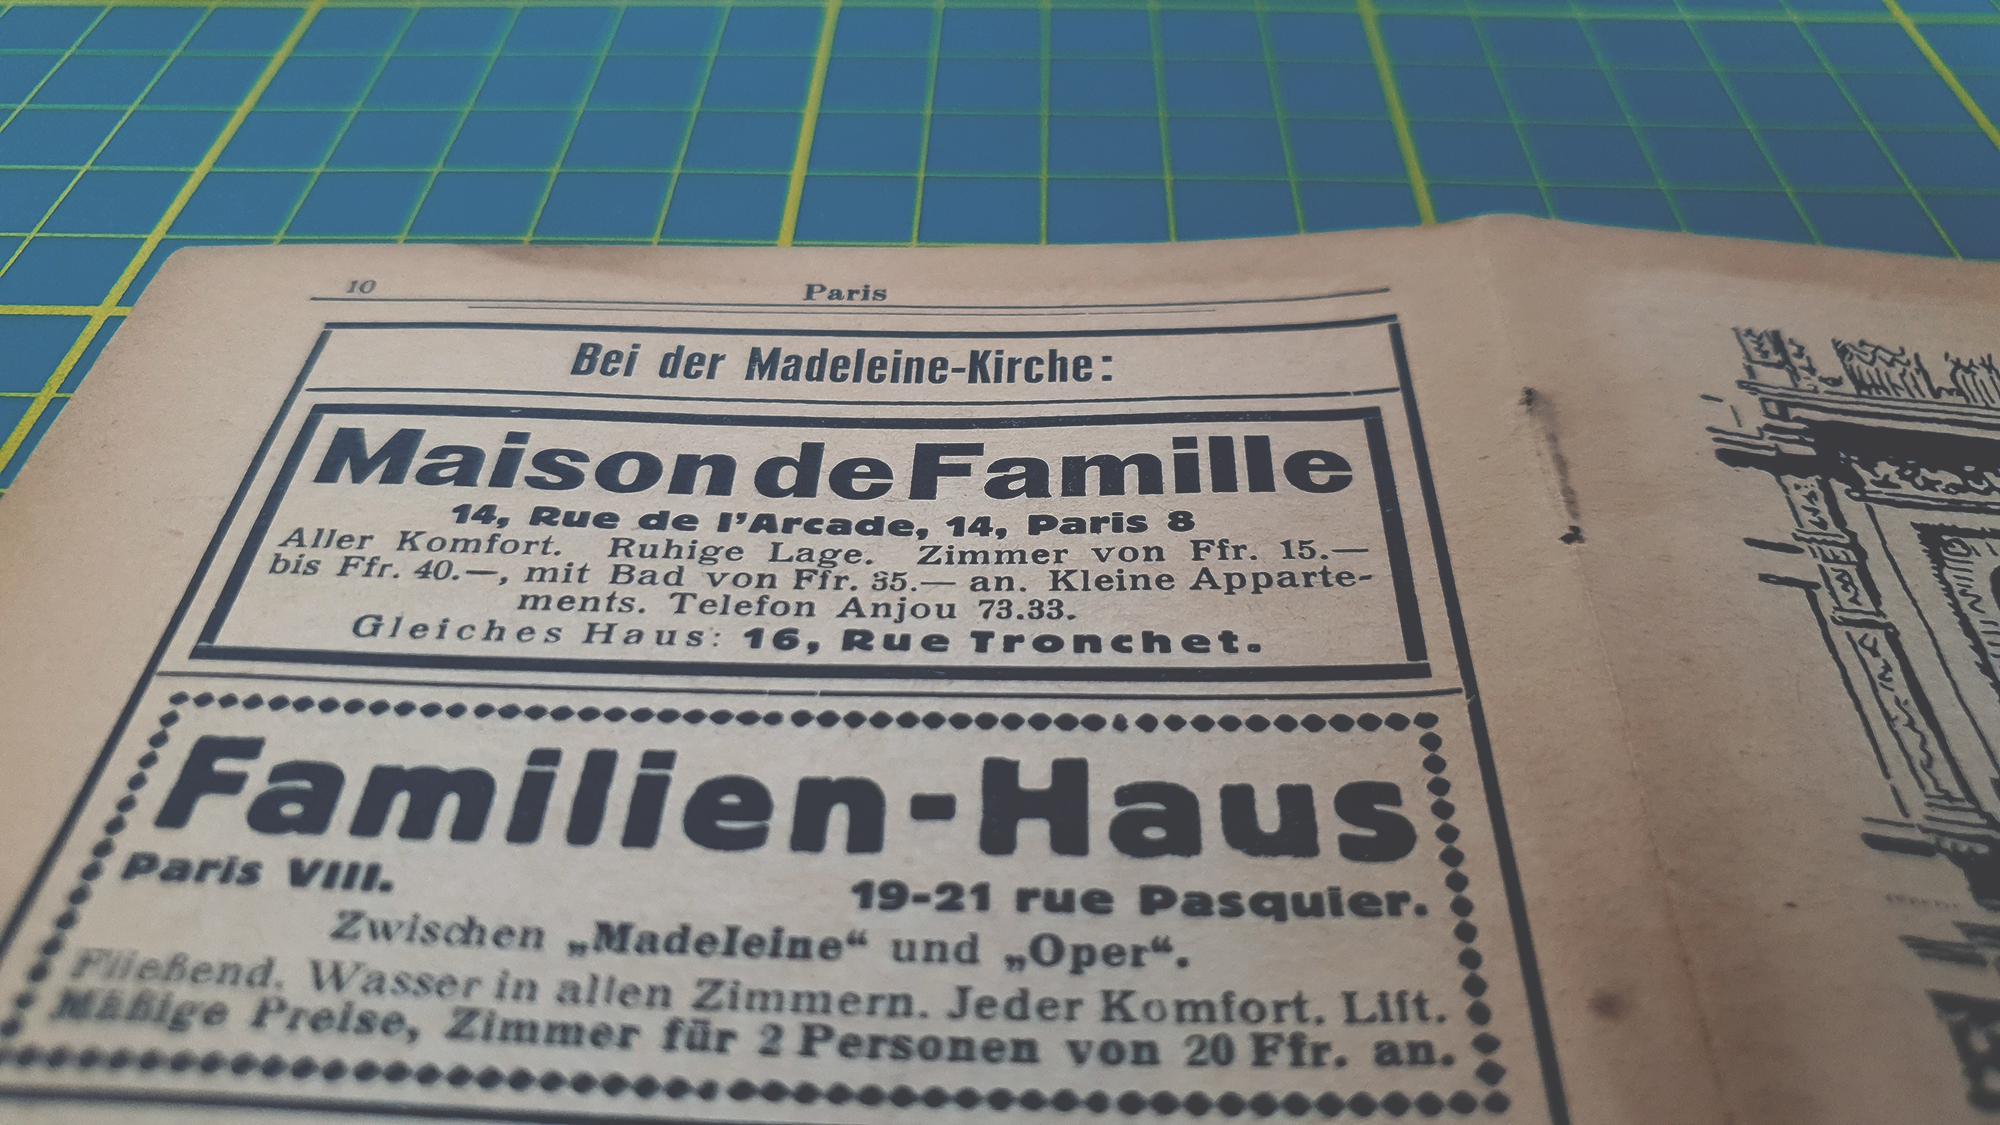 10
Paris
Bei der Madeleine-Kirche:
Maison de Famille
14, Rue de l'Arcade, 14, Paris 8
Aller Komfort. Ruhige Lage. Zimmer von Ffr. 15.—
bis Ffr. 40.—, mit Bad von Ffr. 35.— an. Kleine Apparte-
ments. Telefon Anjou 73.33.
Gleiches Haus: 16, Rue Tronchet.
Familien-Haus
Paris VIII. 19-21 rue Pasquier.
Zwischen „Madeleine“ und „Oper“.
Fließend. Wasser in allen Zimmern. Jeder Komfort. Lift.
Mäßige Preise, Zimmer für 2 Personen von 20 Ffr. an.